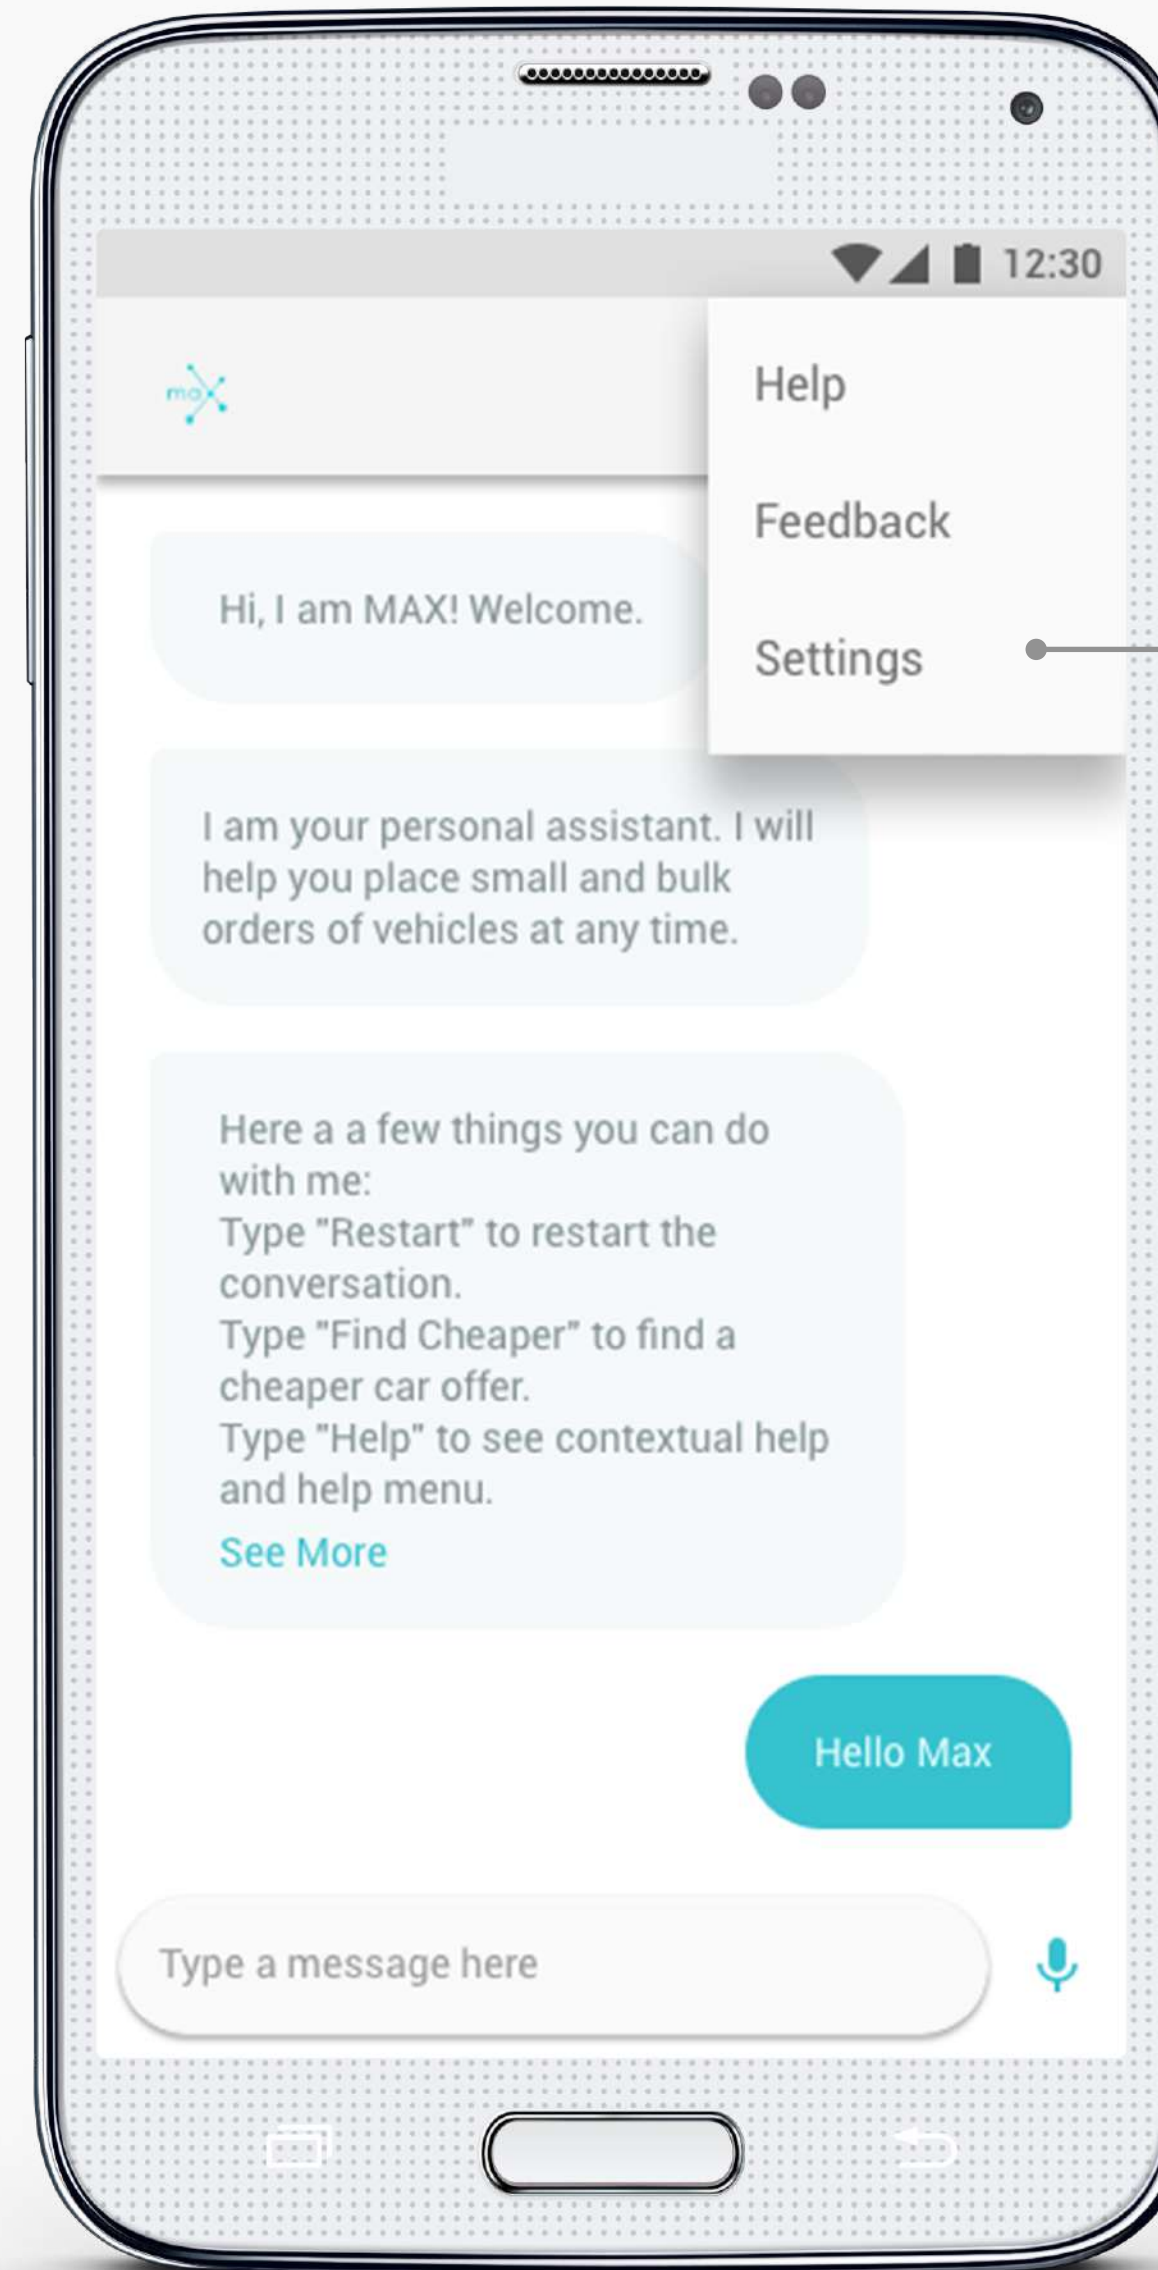 12:30
max
Help
Feedback
Settings
Hi, I am MAX! Welcome.
I am your personal assistant. I will
help you place small and bulk
orders of vehicles at any time.
Here a a few things you can do
with me:
Type "Restart" to restart the
conversation.
Type "Find Cheaper" to find a
cheaper car offer.
Type "Help" to see contextual help
and help menu.
See More
Hello Max
Type a message here